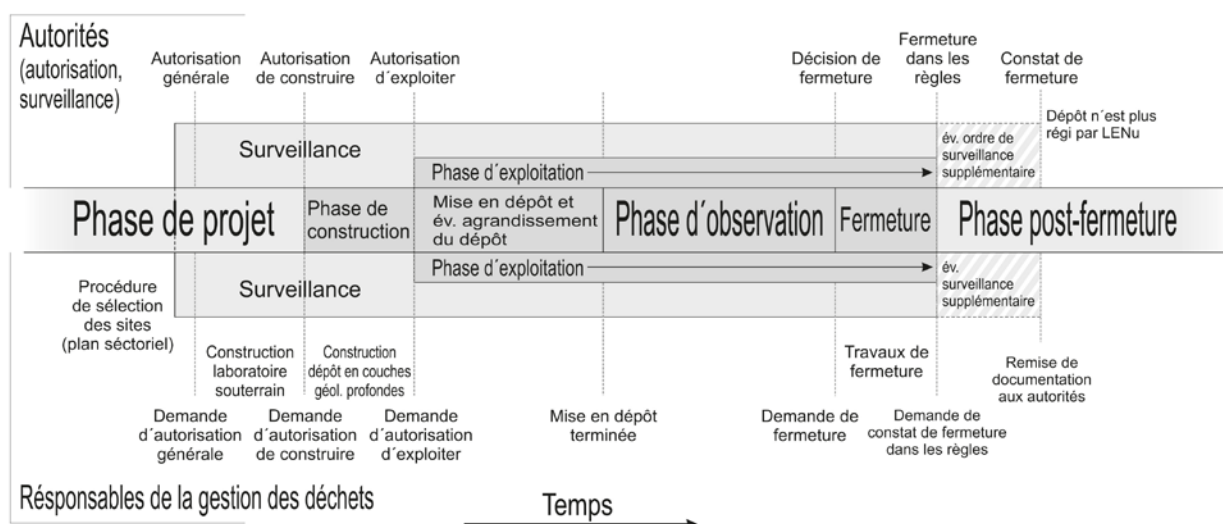 Autorités
(autorisation,
surveillance)
Autorisation
générale
Autorisation
de construire
Autorisation
d´exploiter
Décision de
fermeture
Fermeture
dans les
règles
Constat de
fermeture
Dépôt n´est plus
régi par LENu
Surveillance
év. ordre de
surveillance
supplémentaire
Phase d´exploitation
Phase de projet
Phase de
construction
Mise en dépôt et
év. agrandissement
du dépôt
Phase d´observation
Fermeture
Phase post-fermeture
Phase d´exploitation
Surveillance
év.
surveillance
supplémentaire
Procédure
de sélection
des sites
(plan séctoriel)
Construction
laboratoire
souterrain
Construction
dépôt en couches
géol. profondes
Travaux de
fermeture
Remise de
documentation
aux autorités
Demande
d´autorisation
générale
Demande
d´autorisation
de construire
Demande
d´autorisation
d´exploiter
Mise en dépôt
terminée
Demande de
fermeture
Demande de
constat de fermeture
dans les règles
Résponsables de la gestion des déchets
Temps